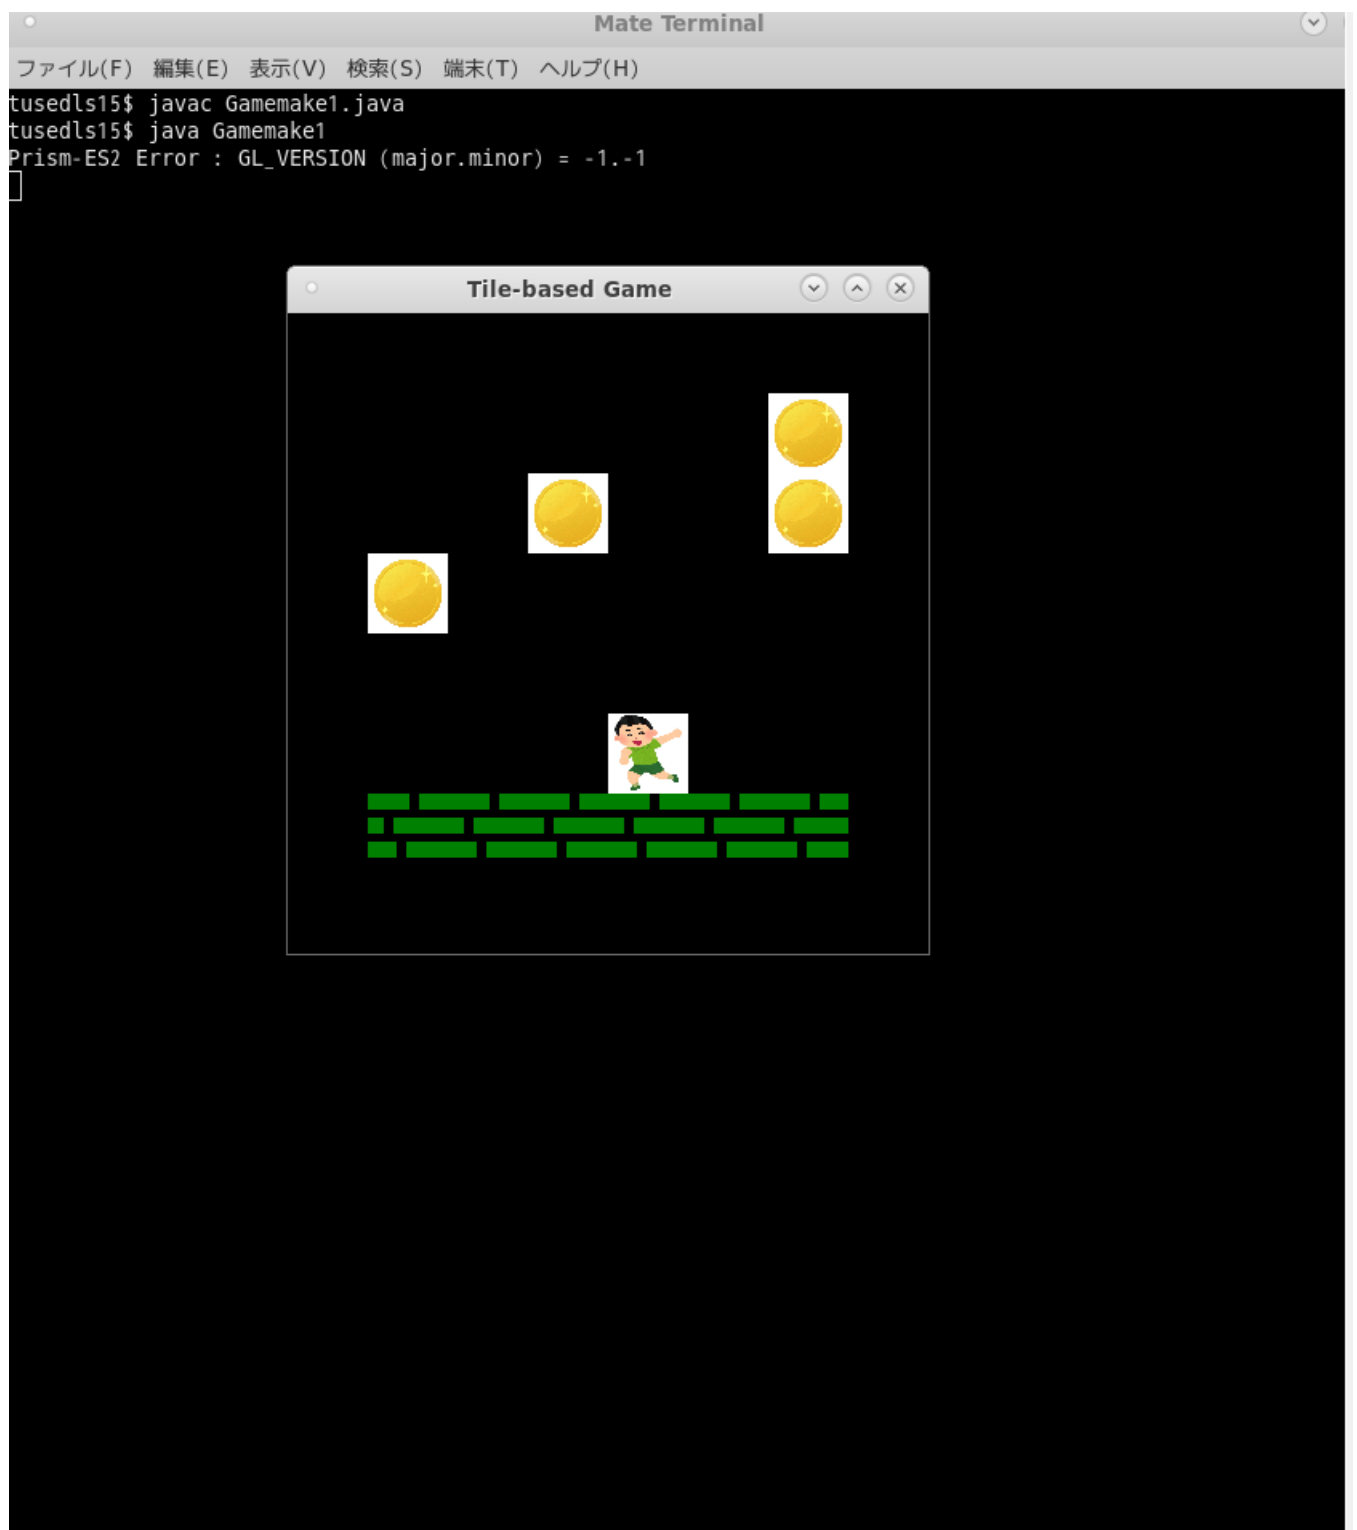 Mate Terminal
ファイル(F) 編集(E) 表示(V) 検索(S) 端末(T) ヘルプ(H)
tusedls15$ javac Gamemake1.java
tusedls15$ java Gamemake1
Prism-ES2 Error : GL_VERSION (major.minor) = -1.-1
Tile-based Game